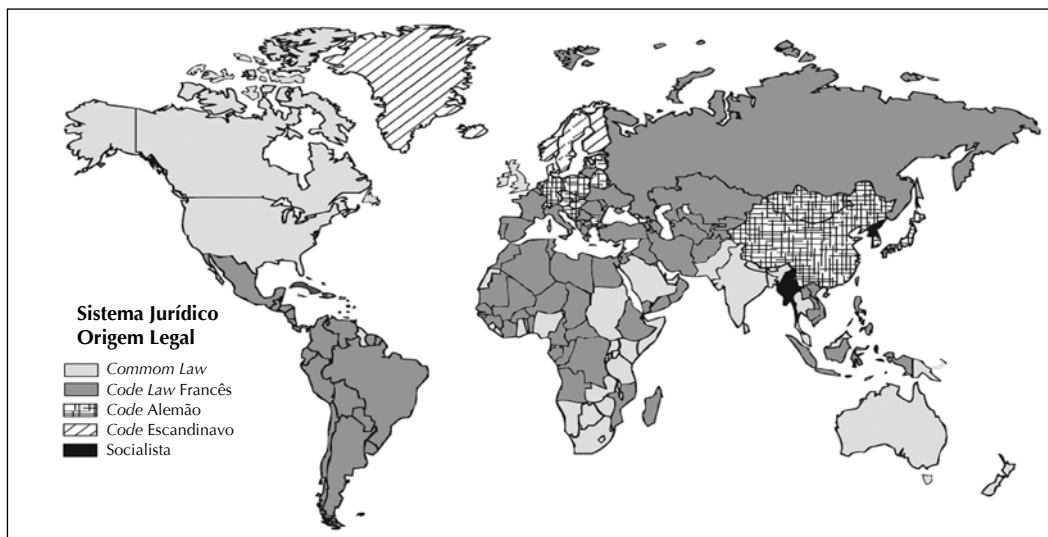 Sistema Jurídico
Origem Legal
Commom Law
Code Law Francês
Code Alemão
Code Escandinavo
Socialista